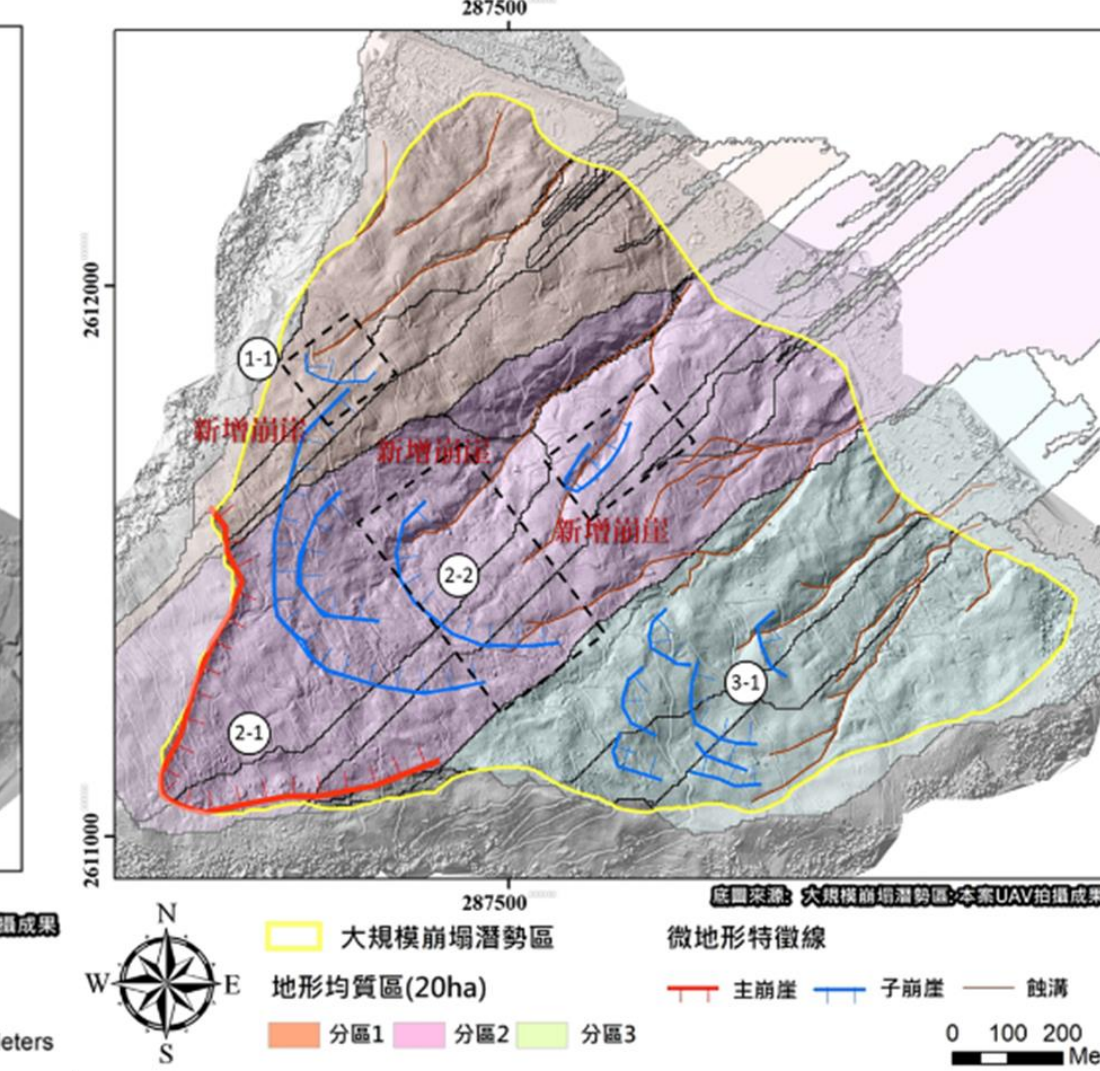 287500
2612000
1-1
新增崩崖
新增崩崖
新增崩崖
2-2
3-1
2-1
2611000
287500
底圖來源: 大規模崩塌潛勢區:本案UAV拍攝成果
攝成果
N
W E
S
大規模崩塌潛勢區
地形均質區(20ha)
分區1 分區2 分區3
微地形特徵線
主崩崖 子崩崖 蝕溝
0 100 200
Me
eters